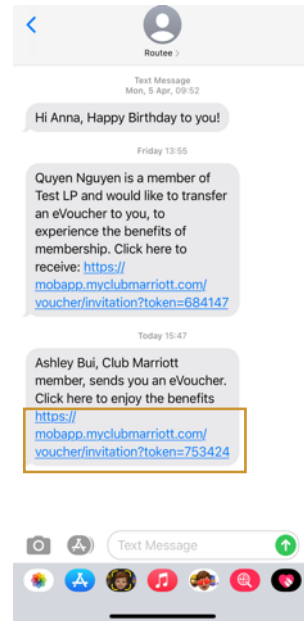 Routee >
Text Message
Mon, 5 Apr, 09:52
Hi Anna, Happy Birthday to you!
Friday 13:55
Quyen Nguyen is a member of
Test LP and would like to transfer
an eVoucher to you, to
experience the benefits of
membership. Click here to
receive: https://
mobapp.myclubmarriott.com/
voucher/invitation?token=684147
Today 15:47
Ashley Bui, Club Marriott
member, sends you an eVoucher.
Click here to enjoy the benefits
https://
mobapp.myclubmarriott.com/
voucher/invitation?token=753424
Text Message